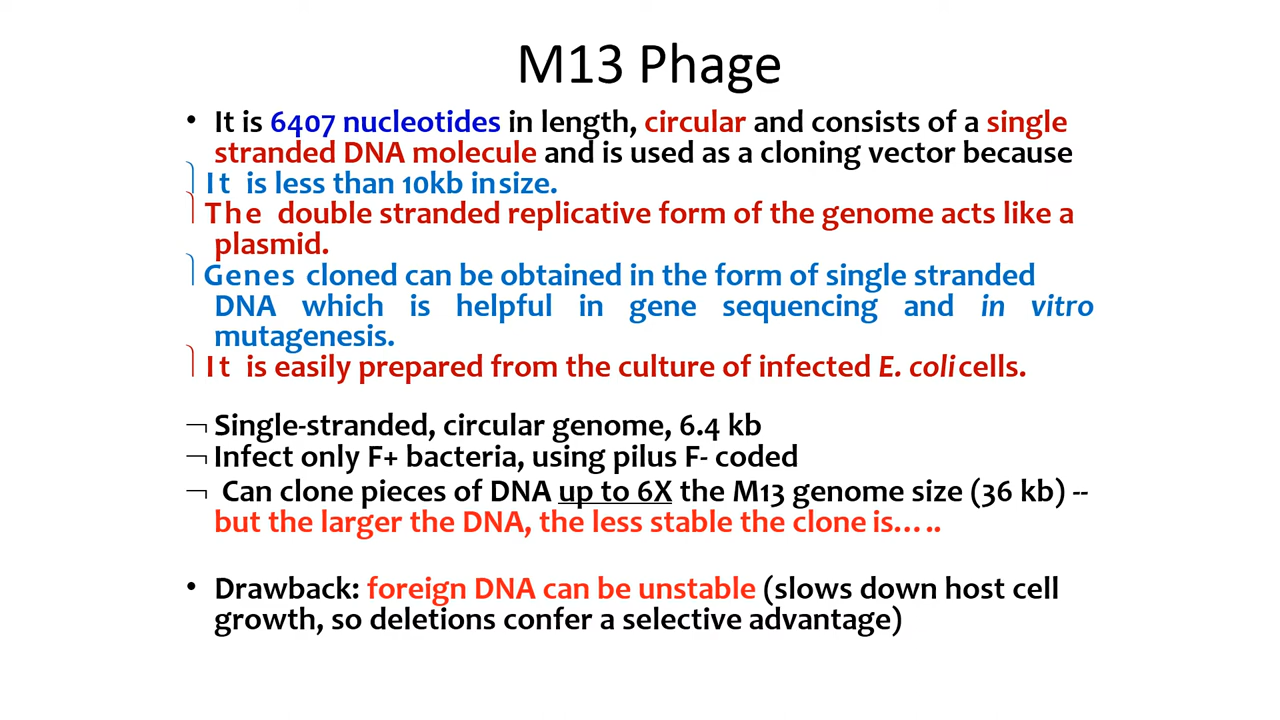 M13 Phage
• It is 6407 nucleotides in length, circular and consists of a single
stranded DNA molecule and is used as a cloning vector because
It is less than 10kb in size.
The double stranded replicative form of the genome acts like a
plasmid.
Genes cloned can be obtained in the form of single stranded
DNA which is helpful in gene sequencing and in vitro
mutagenesis.
It is easily prepared from the culture of infected E. coli cells.
¬ Single-stranded, circular genome, 6.4 kb
¬ Infect only F+ bacteria, using pilus F- coded
¬ Can clone pieces of DNA up to 6X the M13 genome size (36 kb) --
but the larger the DNA, the less stable the clone is…..
• Drawback: foreign DNA can be unstable (slows down host cell
growth, so deletions confer a selective advantage)